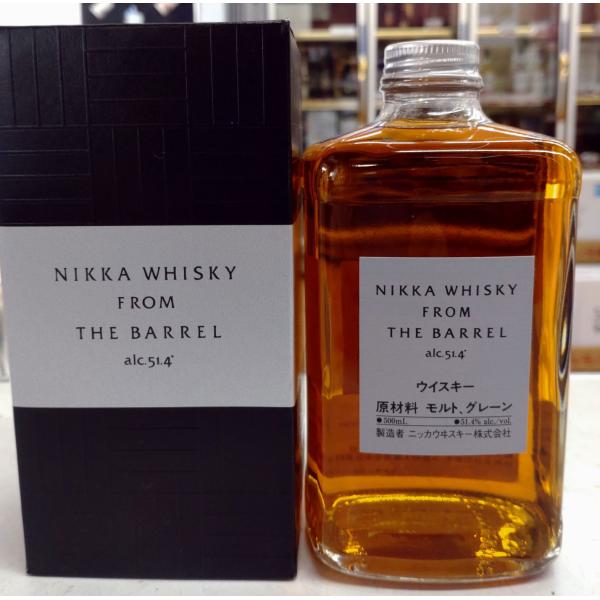 NIKKA WHISKY
FROM
THE BARREL
alc.51.4°
NIKKA WHISKY
FROM
THE BARREL
alc.51.4°
ウイスキー
原材料 モルト、グレーン
●500mL ●51.4% alc./vol.
製造者 ニッカウヰスキー株式会社